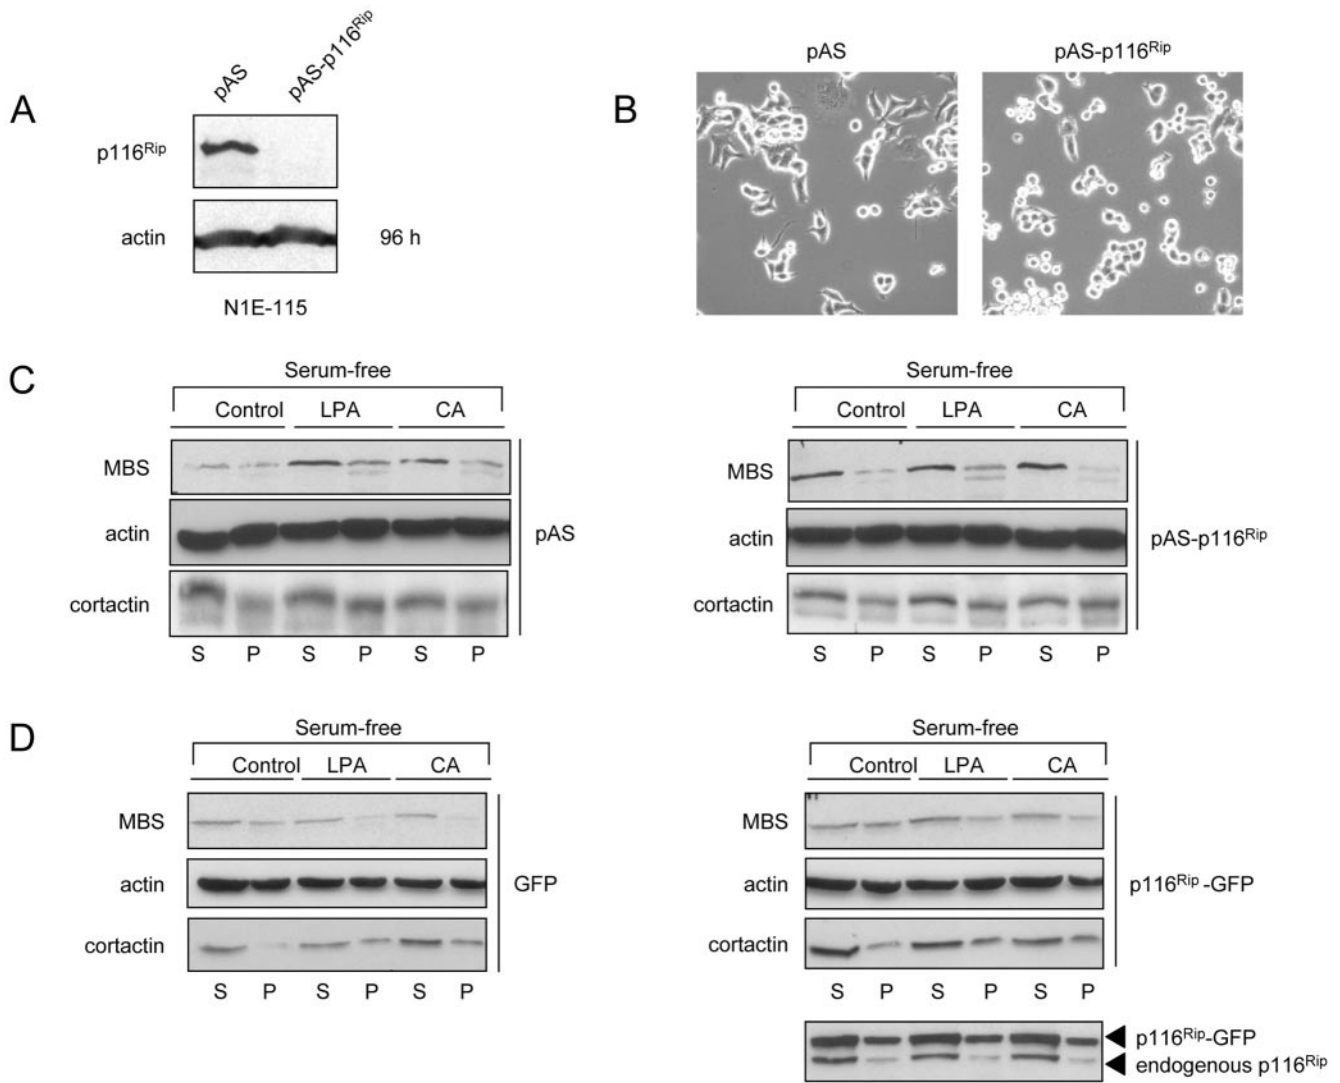 A
pAS
pAS-p116Rip
p116Rip
actin
96 h
N1E-115
B
pAS
pAS-p116Rip
C
Serum-free
Control LPA CA
MBS
actin
cortactin
pAS
S P S P S P
Serum-free
Control LPA CA
MBS
actin
cortactin
pAS-p116Rip
S P S P S P
D
Serum-free
Control LPA CA
MBS
actin
cortactin
GFP
S P S P S P
Serum-free
Control LPA CA
MBS
actin
cortactin
p116Rip -GFP
S P S P S P
p116Rip-GFP
endogenous p116Rip